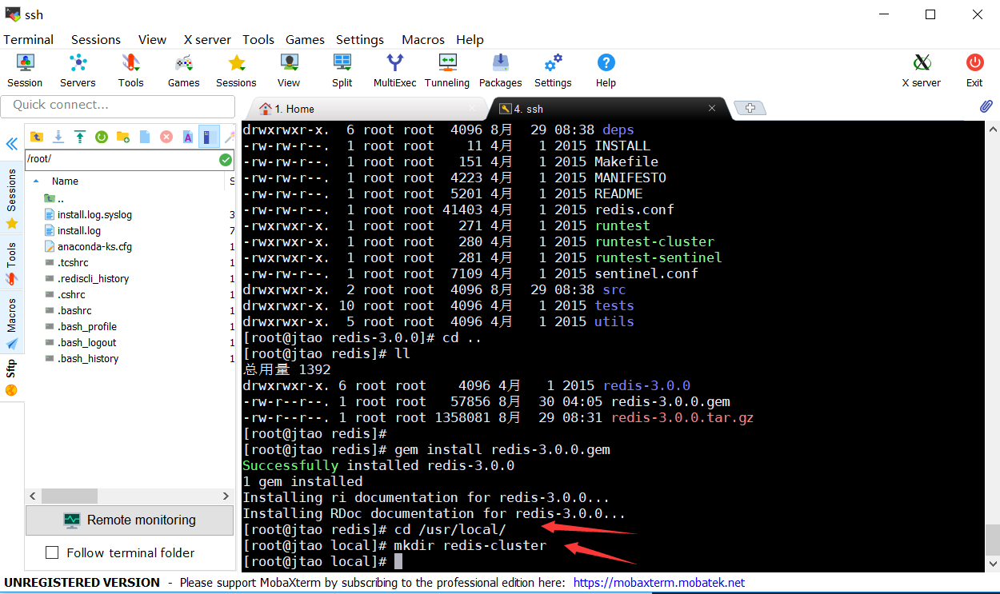 ssh
Terminal Sessions View X server Tools Games Settings Macros Help
Session Servers Tools Games Sessions View Split MultiExec Tunneling Packages Settings Help X server Exit
Quick connect...
1. Home
4. ssh
Sessions
Tools
Macros
Sftp
/root/
Name S
..
install.log.syslog 3
install.log 7
anaconda-ks.cfg 1
.tcshrc 1
.rediscli_history 1
.cshrc 1
.bashrc 1
.bash_profile 1
.bash_logout 1
.bash_history 1
Remote monitoring
Follow terminal folder
drwxrwxr-x. 6 root root 4096 8月 29 08:38 deps
-rw-rw-r--. 1 root root 11 4月 1 2015 INSTALL
-rw-rw-r--. 1 root root 151 4月 1 2015 Makefile
-rw-rw-r--. 1 root root 4223 4月 1 2015 MANIFESTO
-rw-rw-r--. 1 root root 5201 4月 1 2015 README
-rw-rw-r--. 1 root root 41403 4月 1 2015 redis.conf
-rwxrwxr-x. 1 root root 271 4月 1 2015 runtest
-rwxrwxr-x. 1 root root 280 4月 1 2015 runtest-cluster
-rwxrwxr-x. 1 root root 281 4月 1 2015 runtest-sentinel
-rw-rw-r--. 1 root root 7109 4月 1 2015 sentinel.conf
drwxrwxr-x. 2 root root 4096 8月 29 08:38 src
drwxrwxr-x. 10 root root 4096 4月 1 2015 tests
drwxrwxr-x. 5 root root 4096 4月 1 2015 utils
[root@jtao redis-3.0.0]# cd ..
[root@jtao redis]# ll
总用量 1392
drwxrwxr-x. 6 root root 4096 4月 1 2015 redis-3.0.0
-rw-r--r--. 1 root root 57856 8月 30 04:05 redis-3.0.0.gem
-rw-r--r--. 1 root root 1358081 8月 29 08:31 redis-3.0.0.tar.gz
[root@jtao redis]#
[root@jtao redis]# gem install redis-3.0.0.gem
Successfully installed redis-3.0.0
1 gem installed
Installing ri documentation for redis-3.0.0...
Installing RDoc documentation for redis-3.0.0...
[root@jtao redis]# cd /usr/local/
[root@jtao local]# mkdir redis-cluster
[root@jtao local]#
UNREGISTERED VERSION - Please support MobaXterm by subscribing to the professional edition here: https://mobaxterm.mobatek.net